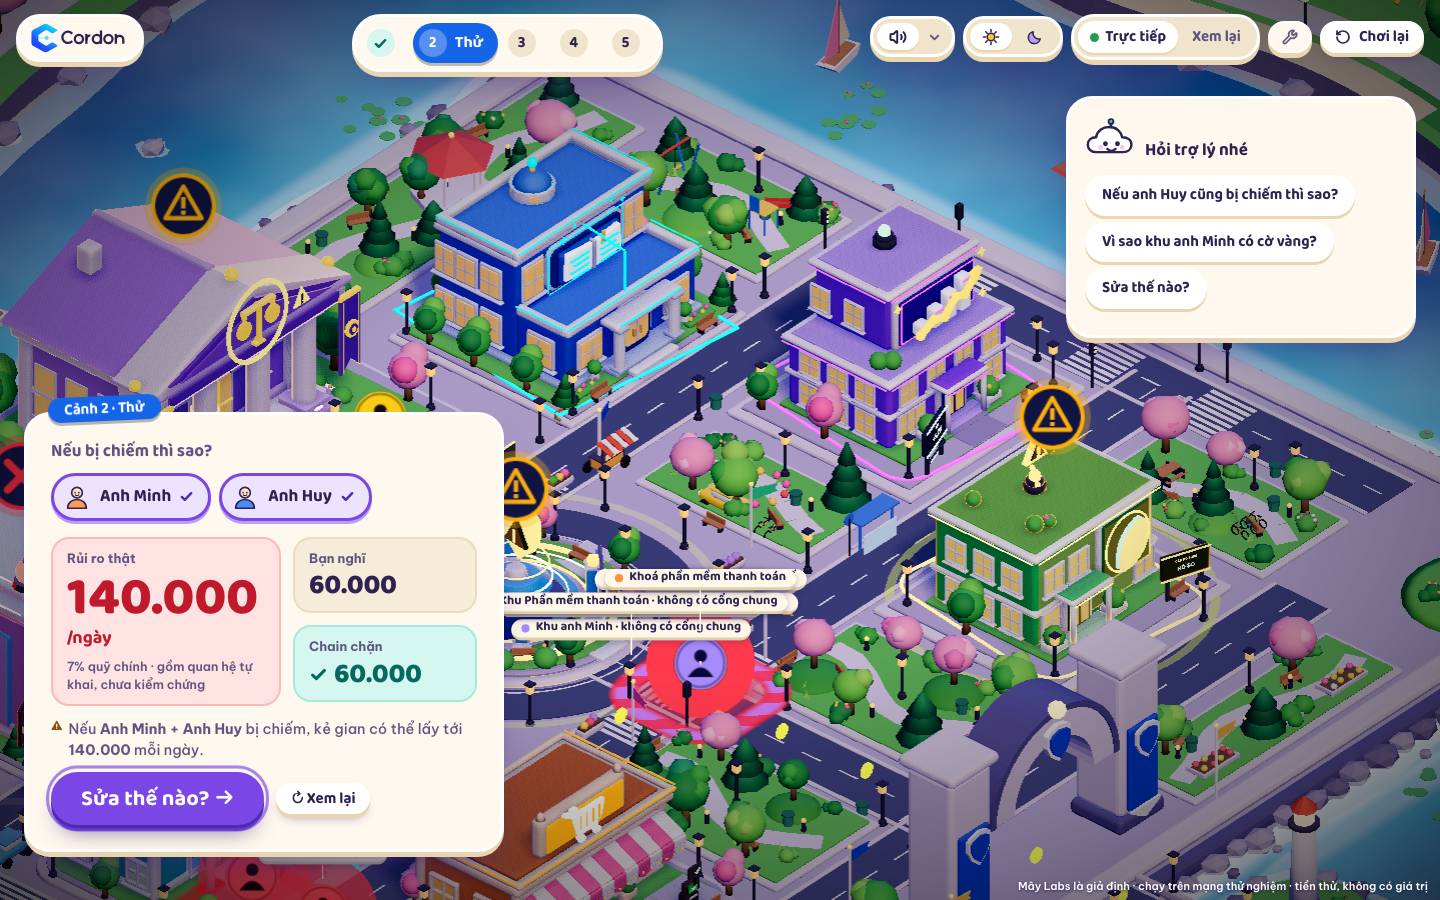 Cordon
2 Thử 3 4 5
Trực tiếp Xem lại
Chơi lại
Hỏi trợ lý nhé
Nếu anh Huy cũng bị chiếm thì sao?
Vì sao khu anh Minh có cờ vàng?
Sửa thế nào?
Cảnh 2 · Thử
Nếu bị chiếm thì sao?
Anh Minh Anh Huy
Rủi ro thật
140.000
/ngày
7% quỹ chính · gồm quan hệ tự
khai, chưa kiểm chứng
Bạn nghĩ
60.000
Chain chặn
60.000
Nếu Anh Minh + Anh Huy bị chiếm, kẻ gian có thể lấy tới
140.000 mỗi ngày.
Sửa thế nào? →
Xem lại
Khoá phần mềm thanh toán
Khu Phần mềm thanh toán · không có cổng chung
Khu anh Minh · không có cổng chung
Mây Labs là giả định · chạy trên mạng thử nghiệm · tiền thử, không có giá trị